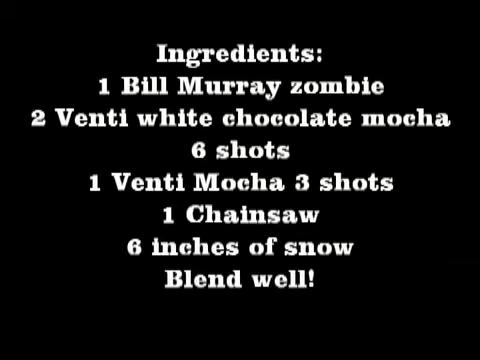 Ingredients:
1 Bill Murray zombie
2 Venti white chocolate mocha
6 shots
1 Venti Mocha 3 shots
1 Chainsaw
6 inches of snow
Blend well!